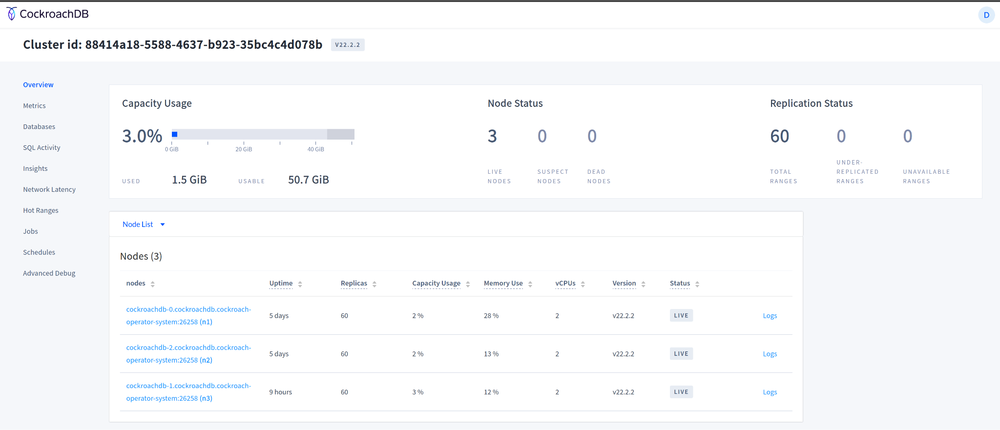 CockroachDB
D
Cluster id: 88414a18-5588-4637-b923-35bc4c4d078b V22.2.2
Overview
Metrics
Databases
SQL Activity
Insights
Network Latency
Hot Ranges
Jobs
Schedules
Advanced Debug
Capacity Usage
3.0%
0 GiB 20 GiB 40 GiB
USED 1.5 GiB USABLE 50.7 GiB
Node Status
3 0 0
LIVE SUSPECT DEAD
NODES NODES NODES
Replication Status
60 0 0
UNDER-
TOTAL REPLICATED UNAVAILABLE
RANGES RANGES RANGES
Node List
Nodes (3)
nodes Uptime Replicas Capacity Usage Memory Use vCPUs Version Status
cockroachdb-0.cockroachdb.cockroach-
operator-system:26258 (n1)
5 days 60 2 % 28 % 2 v22.2.2 LIVE Logs
cockroachdb-2.cockroachdb.cockroach-
operator-system:26258 (n2)
5 days 60 2 % 13 % 2 v22.2.2 LIVE Logs
cockroachdb-1.cockroachdb.cockroach-
operator-system:26258 (n3)
9 hours 60 3 % 12 % 2 v22.2.2 LIVE Logs